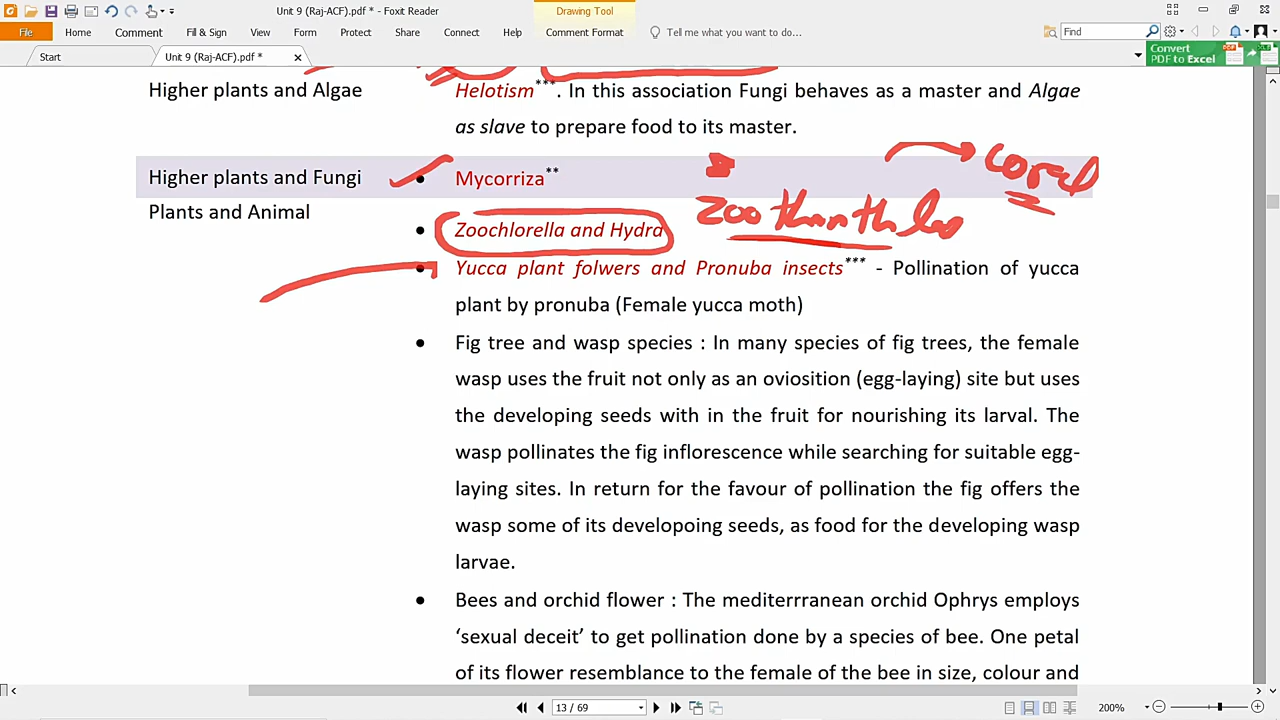 Unit 9 (Raj-ACF).pdf * - Foxit Reader
Drawing Tool
File
Home
Comment
Fill & Sign
View
Form
Protect
Share
Connect
Help
Comment Format
Tell me what you want to do...
Find
Start
Unit 9 (Raj-ACF).pdf *
Convert
PDF to Excel
Higher plants and Algae
Helotism***. In this association Fungi behaves as a master and Algae
as slave to prepare food to its master.
coral
Higher plants and Fungi
• Mycorriza**
Plants and Animal
• Zoochlorella and Hydra
• Yucca plant folwers and Pronuba insects*** - Pollination of yucca
plant by pronuba (Female yucca moth)
• Fig tree and wasp species : In many species of fig trees, the female
wasp uses the fruit not only as an oviosition (egg-laying) site but uses
the developing seeds with in the fruit for nourishing its larval. The
wasp pollinates the fig inflorescence while searching for suitable egg-
laying sites. In return for the favour of pollination the fig offers the
wasp some of its developoing seeds, as food for the developing wasp
larvae.
• Bees and orchid flower : The mediterrranean orchid Ophrys employs
‘sexual deceit’ to get pollination done by a species of bee. One petal
of its flower resemblance to the female of the bee in size, colour and
13 / 69
200%